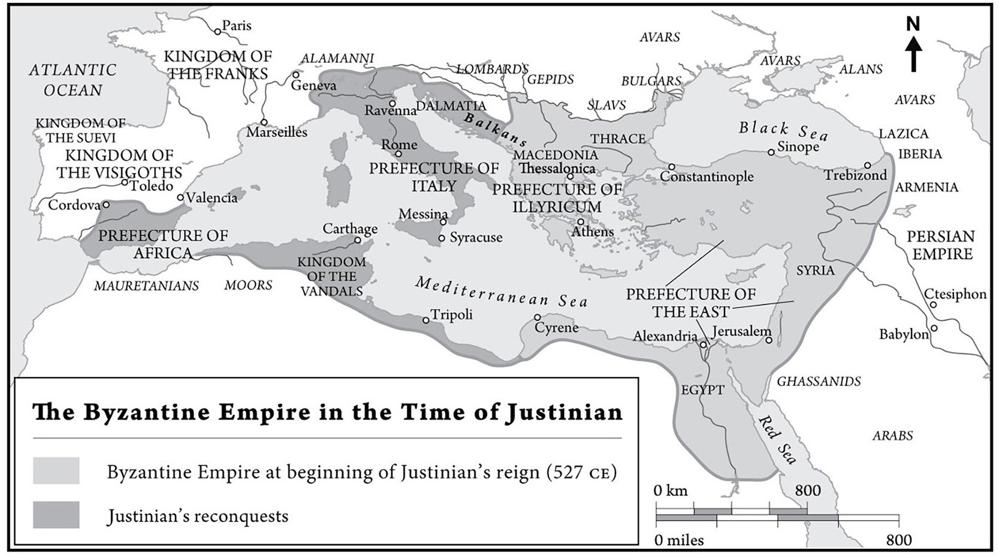 Paris
N
AVARS
KINGDOM OF
THE FRANKS
ALAMANNI
LOMBARDS
AVARS
ALANS
ATLANTIC
OCEAN
GEPIDS
BULGARS
Geneva
AVARS
SLAVS
Ravenna
DALMATIA
Balkans
KINGDOM OF
THE SUEVI
Marseilles
Black Sea
LAZICA
THRACE
Rome
Sinope
KINGDOM OF
THE VISIGOTHS
MACEDONIA
IBERIA
Thessalonica
PREFECTURE OF
ITALY
Constantinople
Trebizond
Toledo
ARMENIA
PREFECTURE OF
ILLYRICUM
Valencia
Cordova
Messina
Athens
Carthage
Syracuse
PREFECTURE OF
AFRICA
PERSIAN
EMPIRE
KINGDOM
OF THE
VANDALS
SYRIA
MAURETANIANS
MOORS
Mediterranean Sea
PREFECTURE OF
THE EAST
Ctesiphon
Tripoli
Cyrene
Alexandria
Jerusalem
Babylon
GHASSANIDS
EGYPT
Red Sea
ARABS
The Byzantine Empire in the Time of Justinian
Byzantine Empire at beginning of Justinian's reign (527 CE)
Justinian's reconquests
0 km 800
0 miles 800